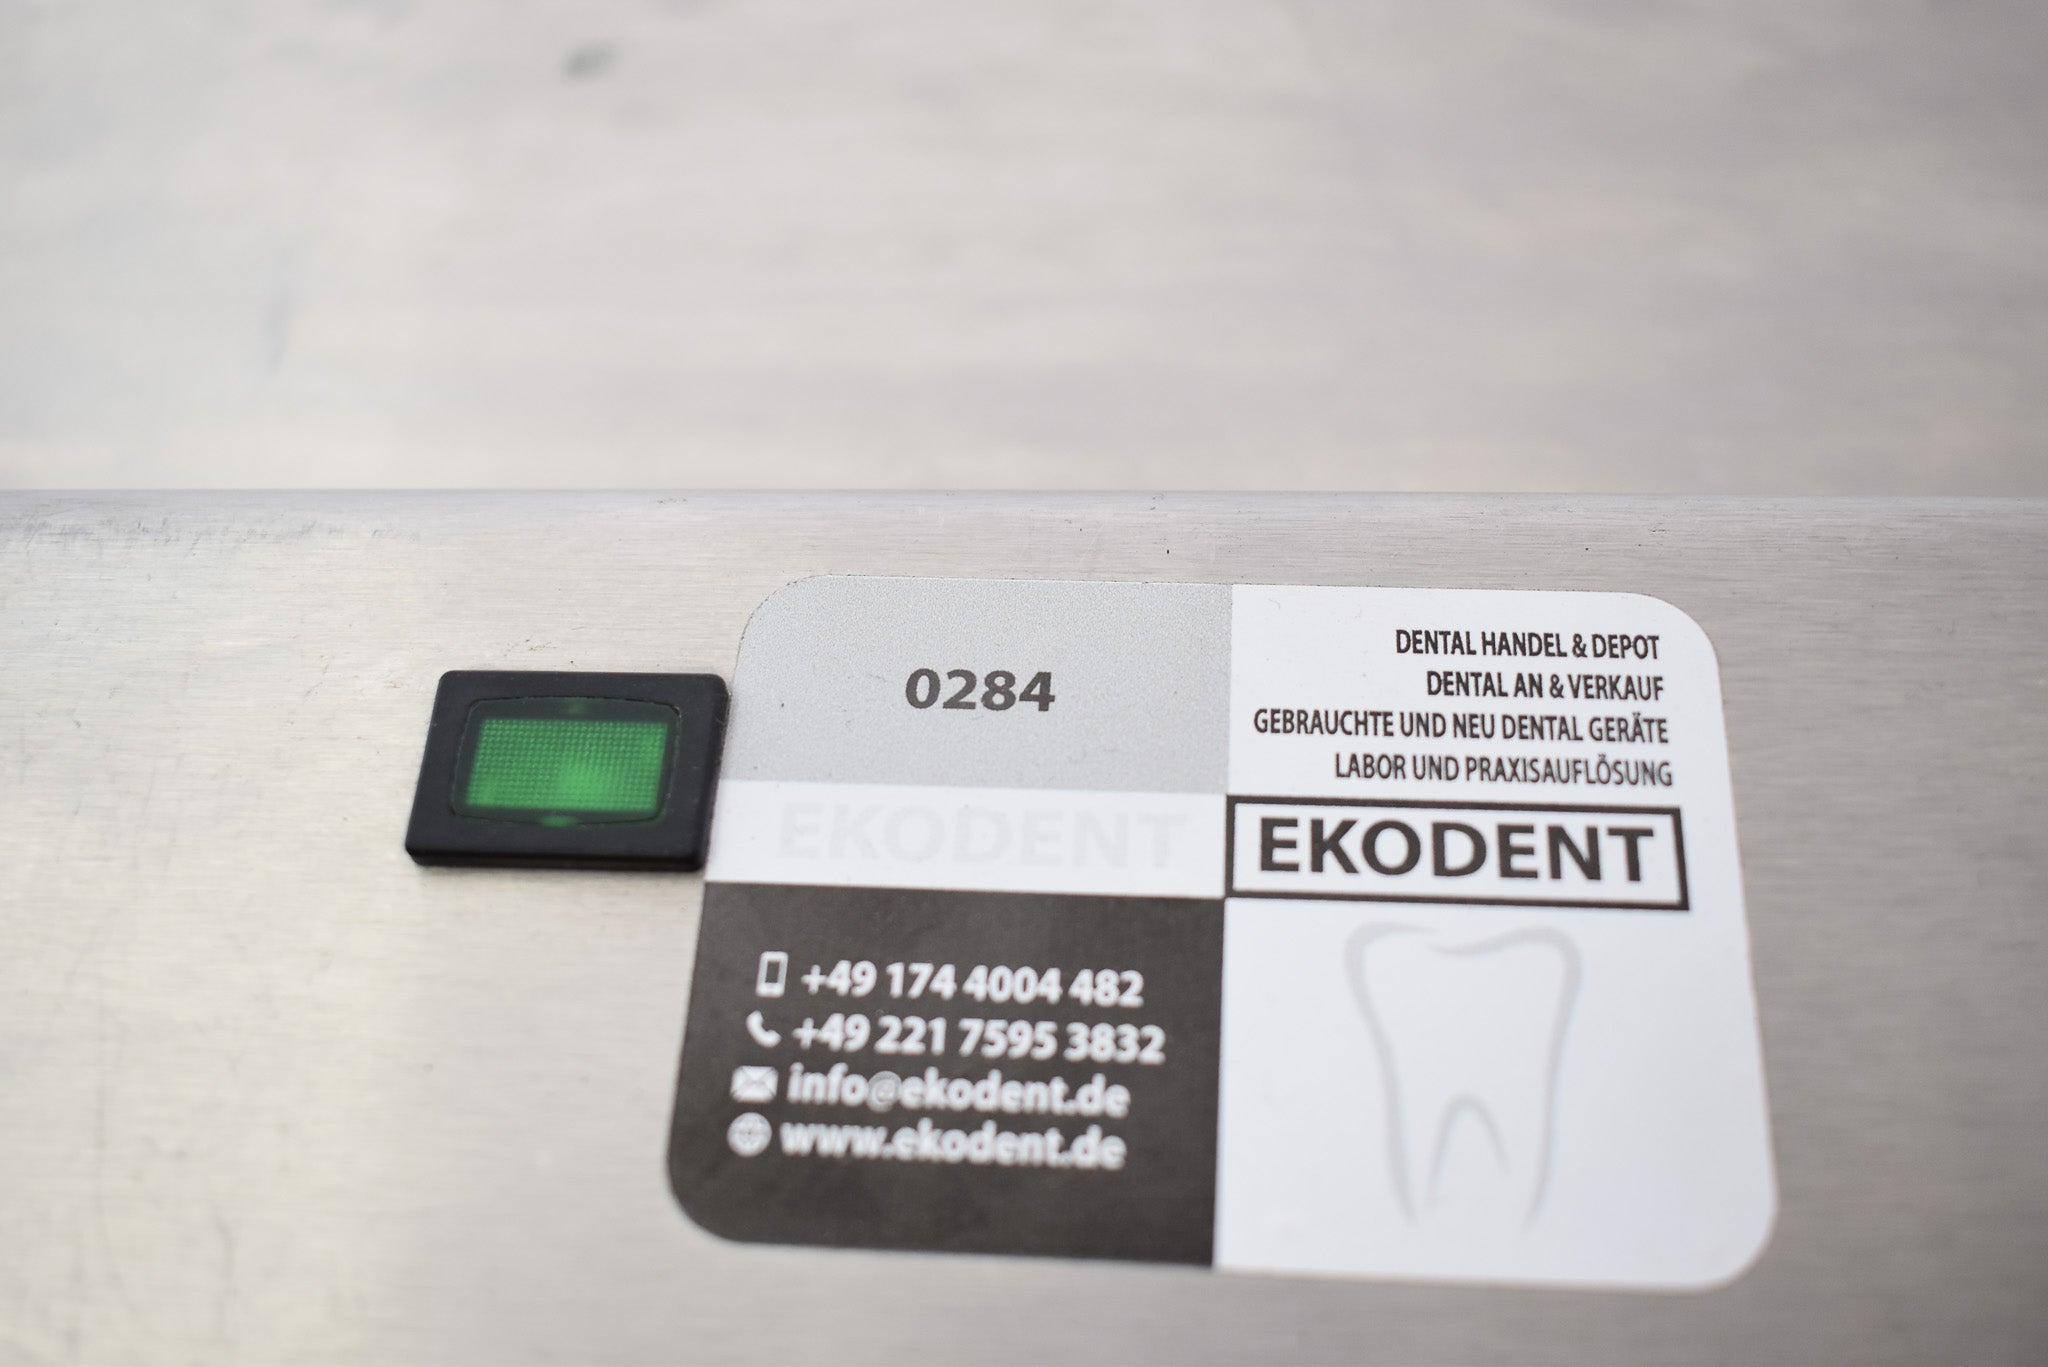 0284
EKODENT
+49 174 4004 482
+49 221 7595 3832
info@ekodent.de
www.ekodent.de
DENTAL HANDEL & DEPOT
DENTAL AN & VERKAUF
GEBRAUCHTE UND NEU DENTAL GERÄTE
LABOR UND PRAXISAUFLÖSUNG
EKODENT